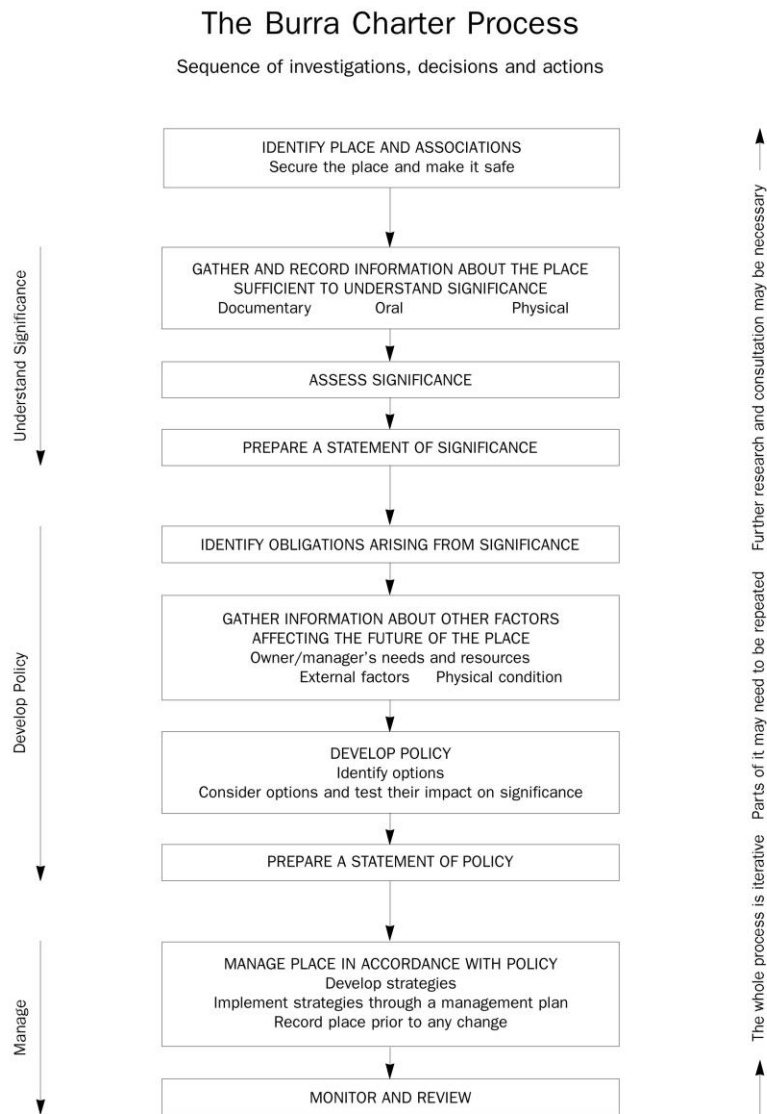 The Burra Charter Process
Sequence of investigations, decisions and actions
IDENTIFY PLACE AND ASSOCIATIONS
Secure the place and make it safe
Understand Significance
GATHER AND RECORD INFORMATION ABOUT THE PLACE
SUFFICIENT TO UNDERSTAND SIGNIFICANCE
Documentary Oral Physical
ASSESS SIGNIFICANCE
PREPARE A STATEMENT OF SIGNIFICANCE
Develop Policy
IDENTIFY OBLIGATIONS ARISING FROM SIGNIFICANCE
GATHER INFORMATION ABOUT OTHER FACTORS
AFFECTING THE FUTURE OF THE PLACE
Owner/manager's needs and resources
External factors Physical condition
DEVELOP POLICY
Identify options
Consider options and test their impact on significance
PREPARE A STATEMENT OF POLICY
Manage
MANAGE PLACE IN ACCORDANCE WITH POLICY
Develop strategies
Implement strategies through a management plan
Record place prior to any change
MONITOR AND REVIEW
The whole process is iterative Parts of it may need to be repeated Further research and consultation may be necessary